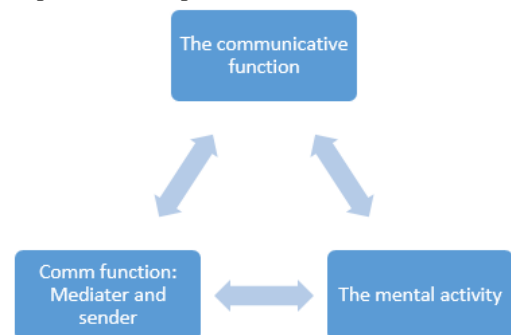 The communicative
function
Comm function:
Mediater and
sender
The mental activity